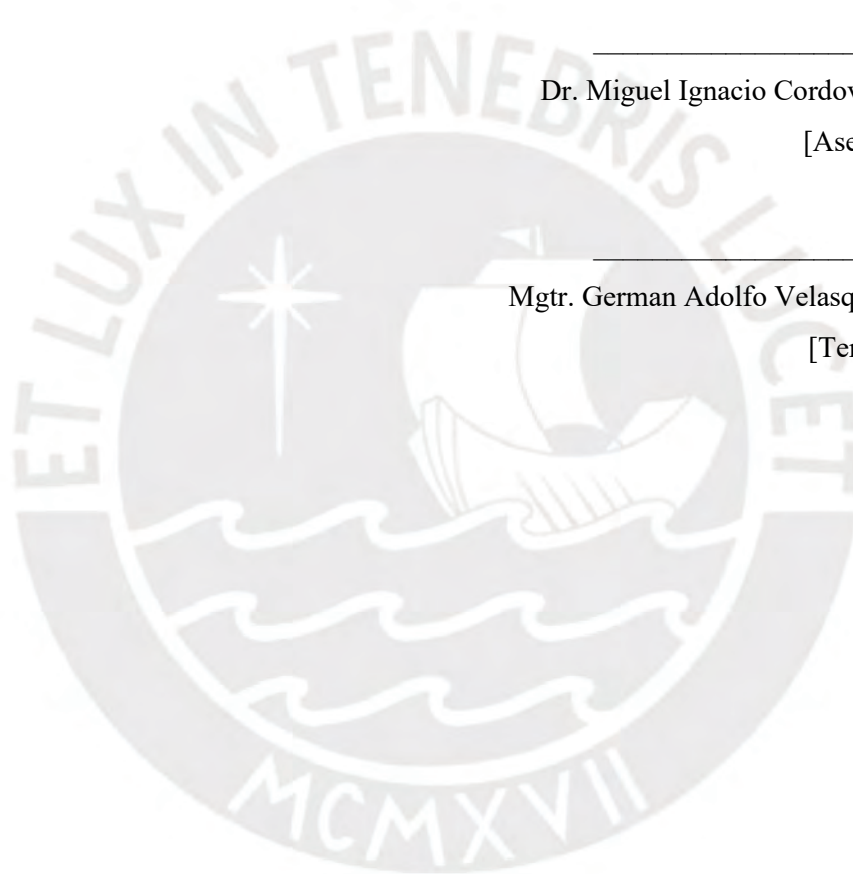 Dr. Miguel Ignacio Cordov
[Ase
Mgtr. German Adolfo Velasq
[Ter
ET LUX IN TENEBRIS LUCET
MCMXVII